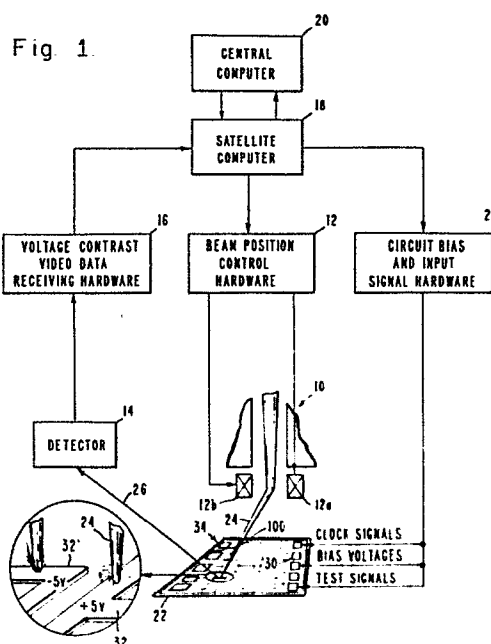 Fig. 1.
20
CENTRAL
COMPUTER
18
SATELLITE
COMPUTER
16
VOLTAGE CONTRAST
VIDEO DATA
RECEIVING HARDWARE
12
BEAM POSITION
CONTROL
HARDWARE
2
CIRCUIT BIAS
AND INPUT
SIGNAL HARDWARE
14
DETECTOR
10
12b
12a
26
24
34
100
30
22
CLOCK SIGNALS
BIAS VOLTAGES
TEST SIGNALS
24
32'
-5v
+5v
32